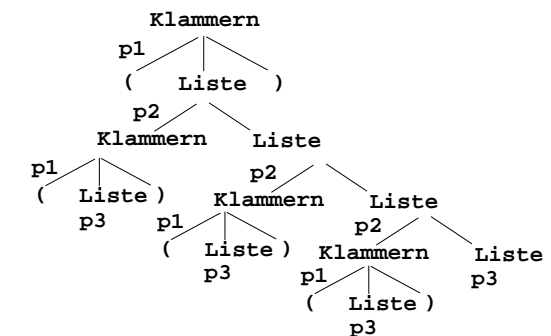 Klammern
p1
( Liste )
p2
Klammern Liste
p1 p2
( Liste ) Klammern Liste
p3 p1 p2
( Liste ) Klammern Liste
p3 p1 p3
( Liste )
p3